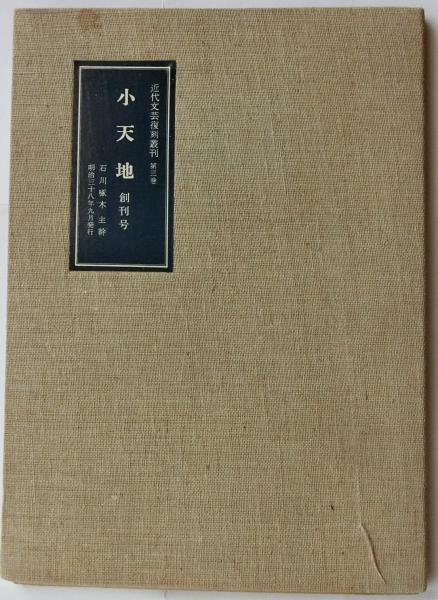 近代文芸復刻叢刊 第三巻
小天地 創刊号
石川啄木主幹
明治三十八年九月発行